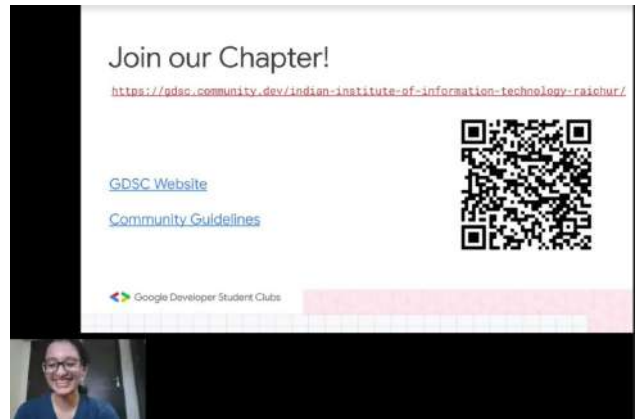 Join our Chapter!
https://gdsc.community.dev/indian-institute-of-information-technology-raichur/
GDSC Website
Community Guidelines
Google Developer Student Clubs